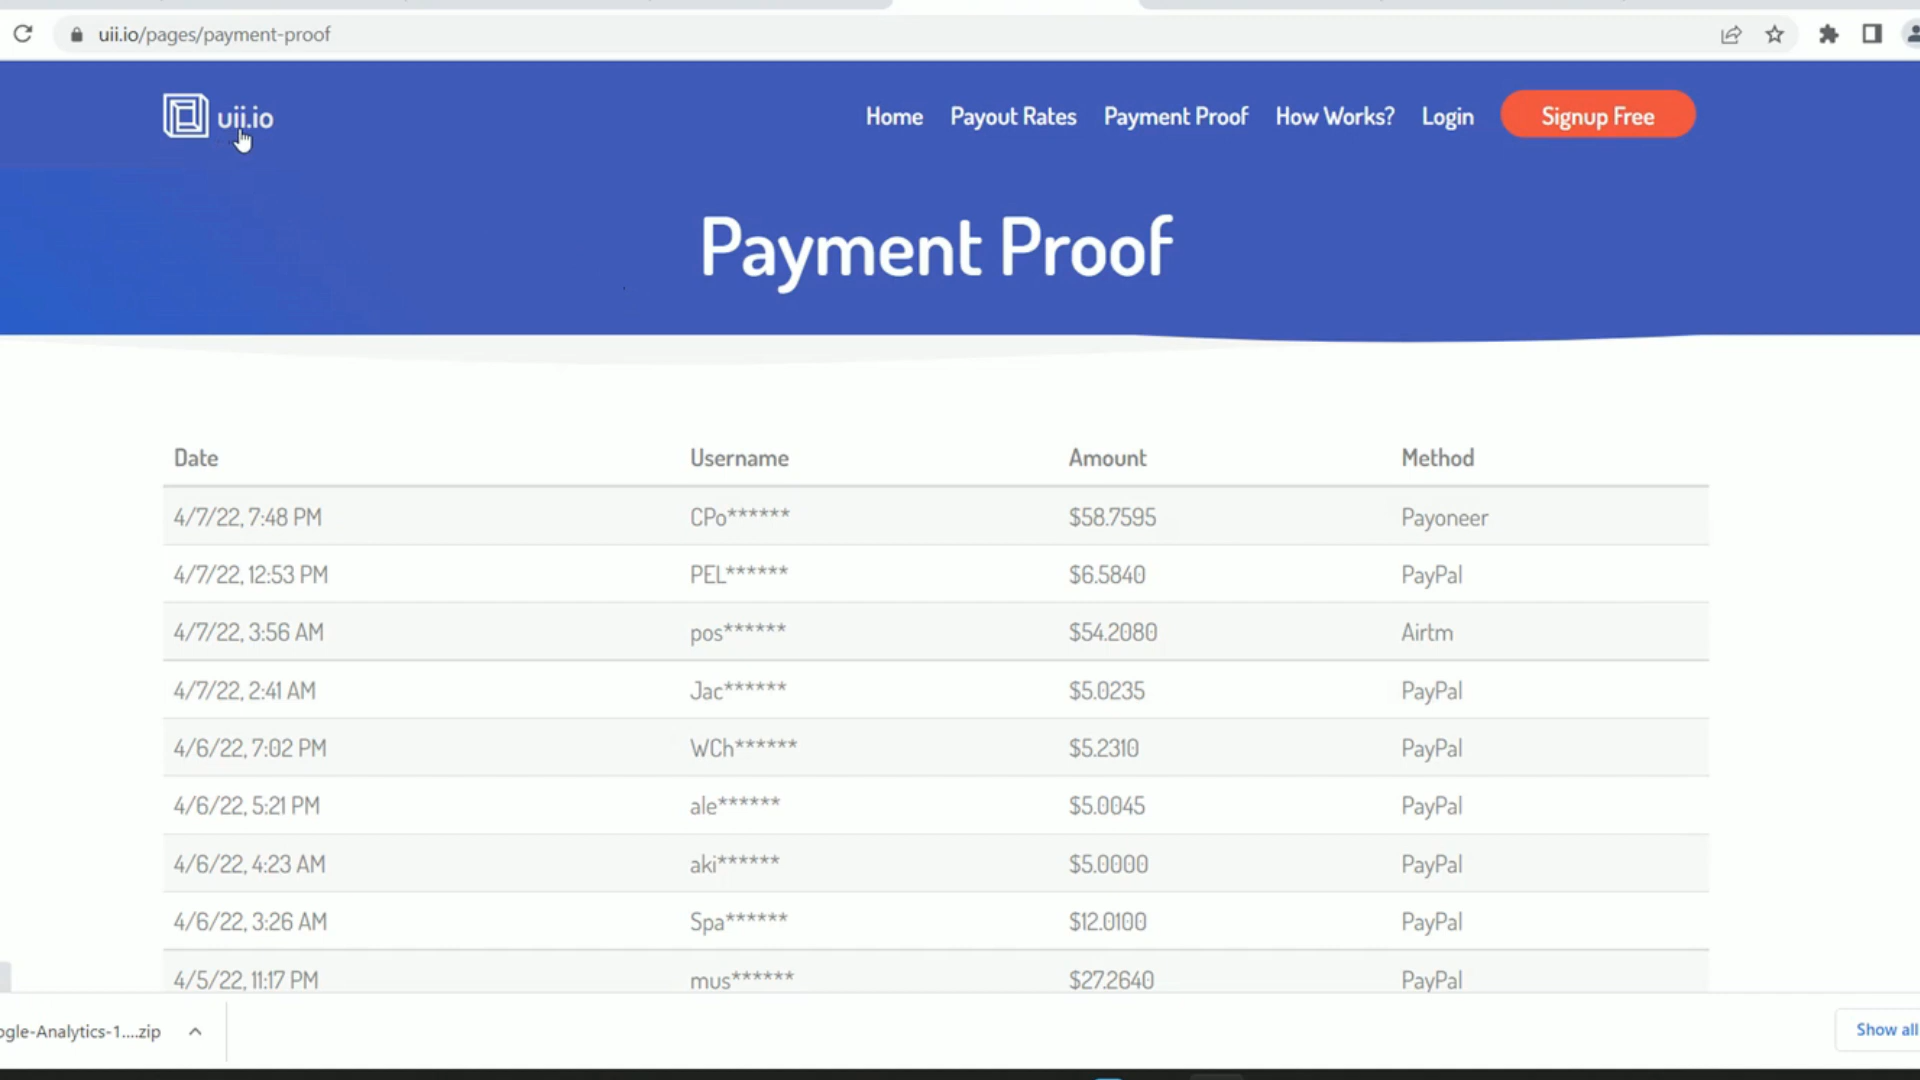 uii.io/pages/payment-proof
uii.io
Home Payout Rates Payment Proof How Works? Login Signup Free
Payment Proof
Date Username Amount Method
4/7/22, 7:48 PM CPo****** $58.7595 Payoneer
4/7/22, 12:53 PM PEL****** $6.5840 PayPal
4/7/22, 3:56 AM pos****** $54.2080 Airtm
4/7/22, 2:41 AM Jac****** $5.0235 PayPal
4/6/22, 7:02 PM WCh****** $5.2310 PayPal
4/6/22, 5:21 PM ale****** $5.0045 PayPal
4/6/22, 4:23 AM aki****** $5.0000 PayPal
4/6/22, 3:26 AM Spa****** $12.0100 PayPal
4/5/22, 11:17 PM mus****** $27.2640 PayPal
ogle-Analytics-1....zip Show all